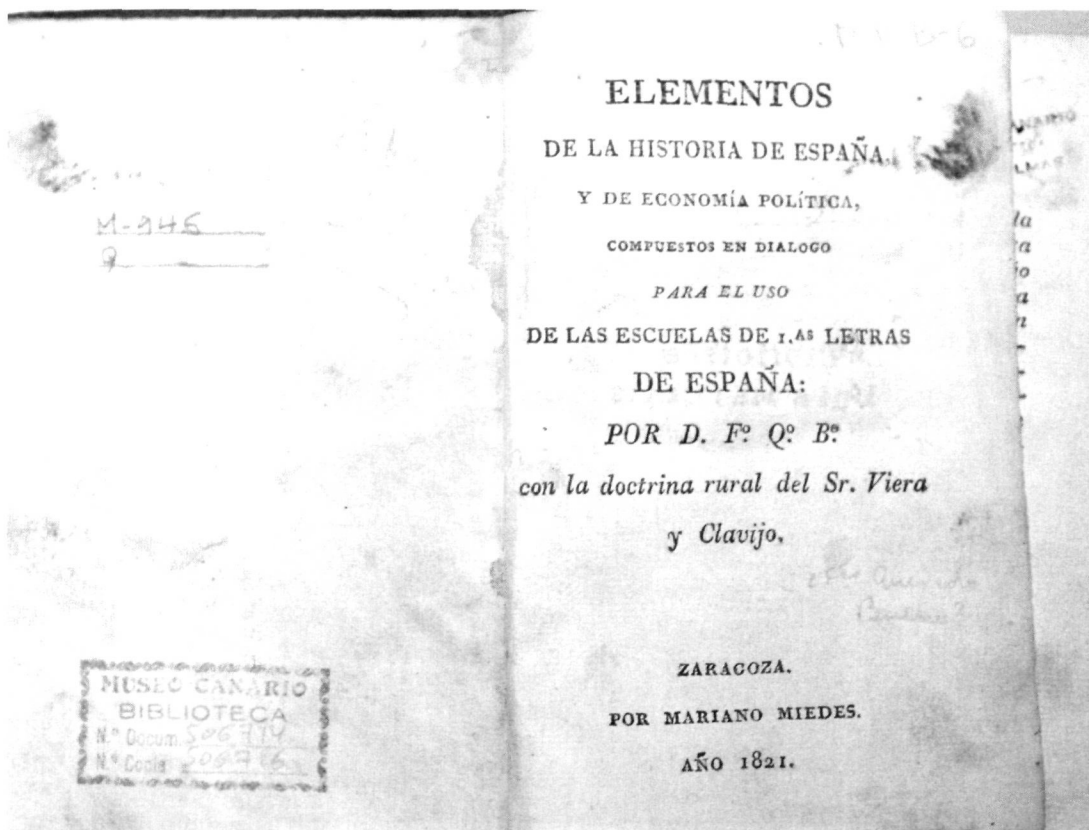 M-945
MUSEO CANARIO
BIBLIOTECA
N.º Docum.
N.º Copia
ELEMENTOS
DE LA HISTORIA DE ESPAÑA,
Y DE ECONOMÍA POLÍTICA,
COMPUESTOS EN DIALOGO
PARA EL USO
DE LAS ESCUELAS DE 1.AS LETRAS
DE ESPAÑA:
POR D. Fº Qº Bº
con la doctrina rural del Sr. Viera
y Clavijo.
ZARAGOZA.
POR MARIANO MIEDES.
AÑO 1821.